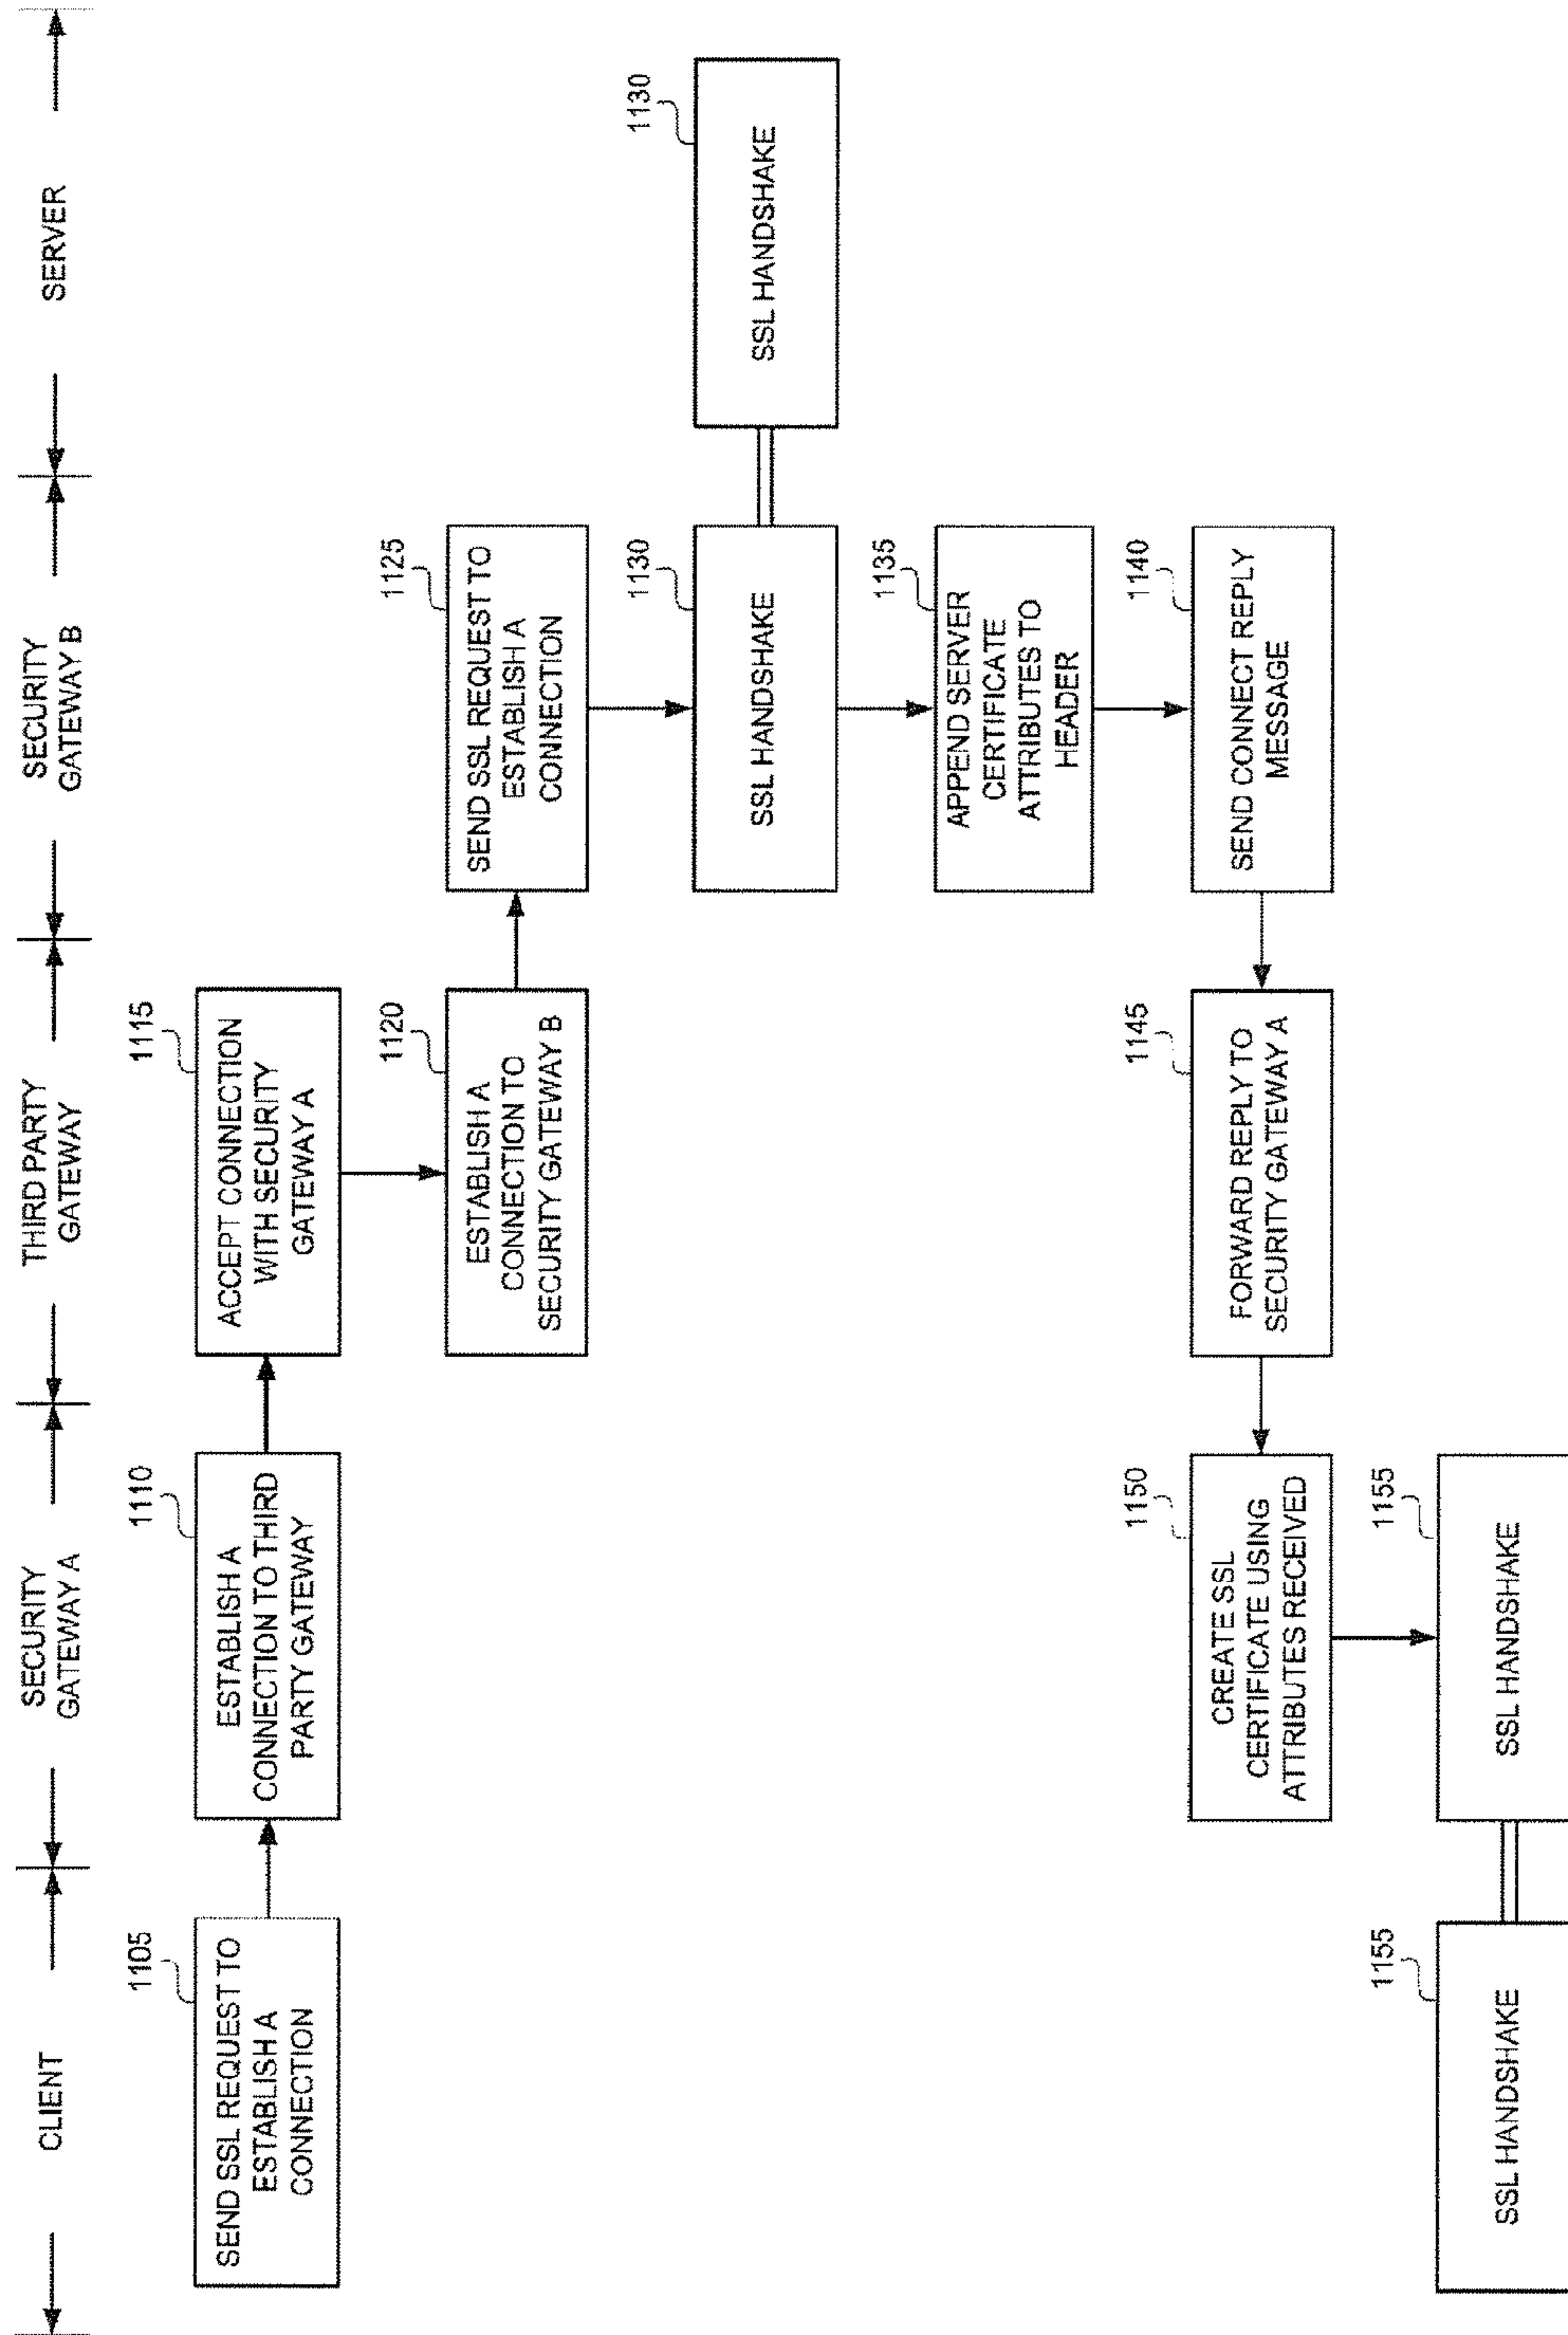 CLIENT
SECURITY
GATEWAY A
THIRD PARTY
GATEWAY
SECURITY
GATEWAY B
SERVER
1105
SEND SSL REQUEST TO
ESTABLISH A
CONNECTION
1110
ESTABLISH A
CONNECTION TO THIRD
PARTY GATEWAY
1115
ACCEPT CONNECTION
WITH SECURITY
GATEWAY A
1120
ESTABLISH A
CONNECTION TO
SECURITY GATEWAY B
1125
SEND SSL REQUEST TO
ESTABLISH A
CONNECTION
1130
SSL HANDSHAKE
1130
SSL HANDSHAKE
1135
APPEND SERVER
CERTIFICATE
ATTRIBUTES TO
HEADER
1140
SEND CONNECT REPLY
MESSAGE
1145
FORWARD REPLY TO
SECURITY GATEWAY A
1150
CREATE SSL
CERTIFICATE USING
ATTRIBUTES RECEIVED
1155
SSL HANDSHAKE
1155
SSL HANDSHAKE